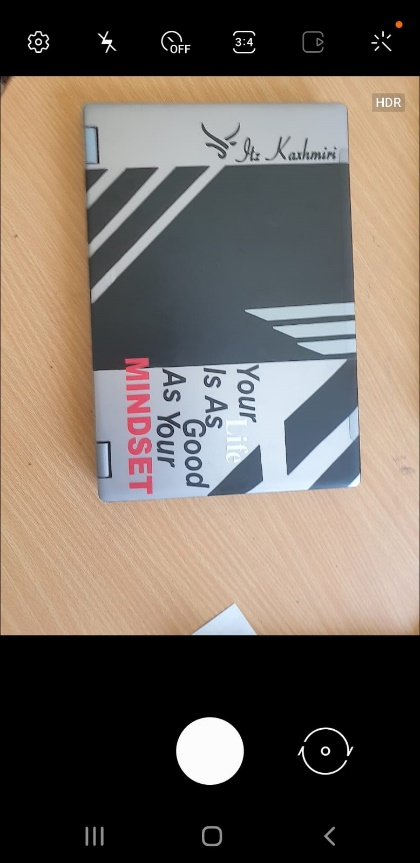 OFF
3:4
HDR
Itz Kashmiri
Your
Life
Is As
Good
As Your
MINDSET